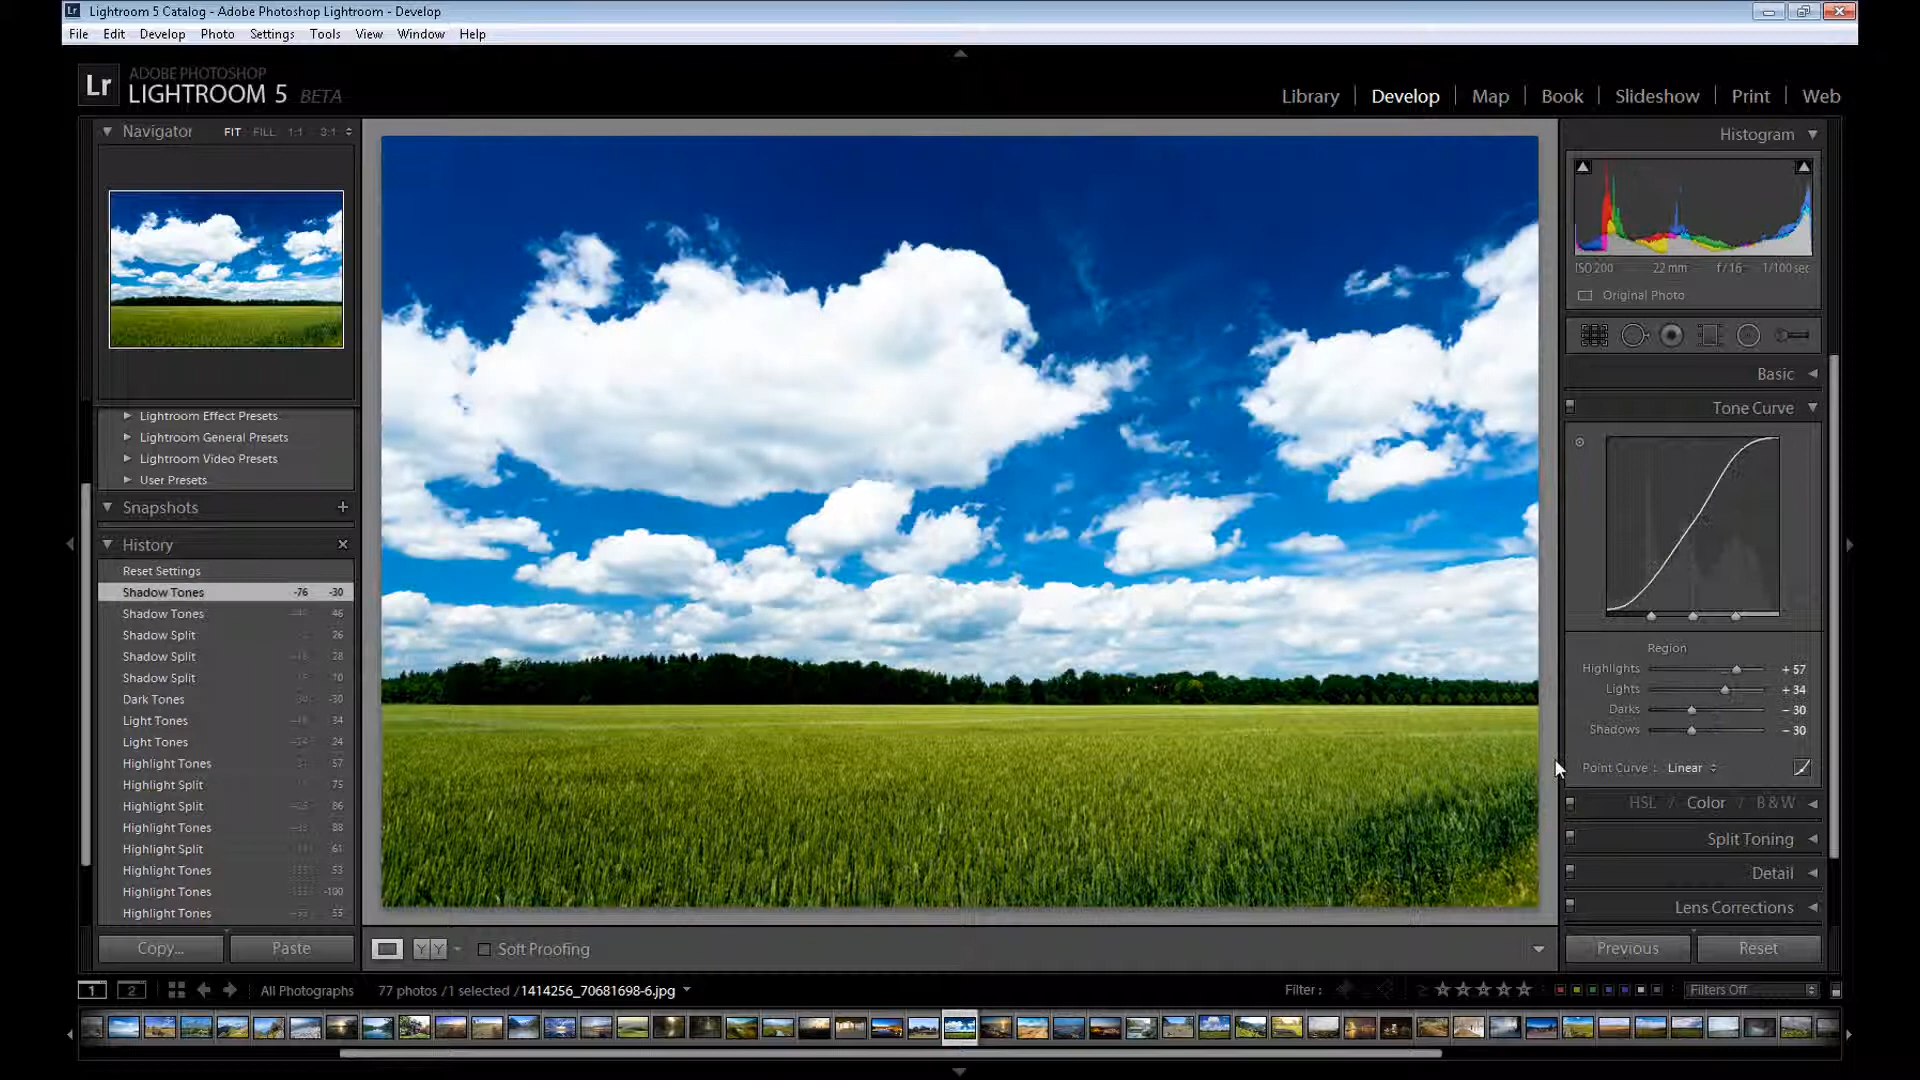 Lightroom 5 Catalog - Adobe Photoshop Lightroom - Develop
File Edit Develop Photo Settings Tools View Window Help
Lr ADOBE PHOTOSHOP
LIGHTROOM 5 BETA
Library Develop Map Book Slideshow Print Web
Navigator FIT FILL 1:1 3:1
Lightroom Effect Presets
Lightroom General Presets
Lightroom Video Presets
User Presets
Snapshots +
History
Reset Settings
Shadow Tones -76 -30
Shadow Tones 46
Shadow Split 26
Shadow Split 28
Shadow Split 10
Dark Tones -30
Light Tones 34
Light Tones 24
Highlight Tones 57
Highlight Split 75
Highlight Split 86
Highlight Tones 88
Highlight Split 61
Highlight Tones 53
Highlight Tones -100
Highlight Tones 55
Copy... Paste
Soft Proofing
Histogram
ISO 200 22 mm f/16 1/100 sec
Original Photo
Basic
Tone Curve
Region
Highlights +57
Lights +34
Darks -30
Shadows -30
Point Curve : Linear
HSL / Color / B & W
Split Toning
Detail
Lens Corrections
Previous Reset
1 2 All Photographs 77 photos /1 selected /1414256_70681698-6.jpg Filter : Filters Off